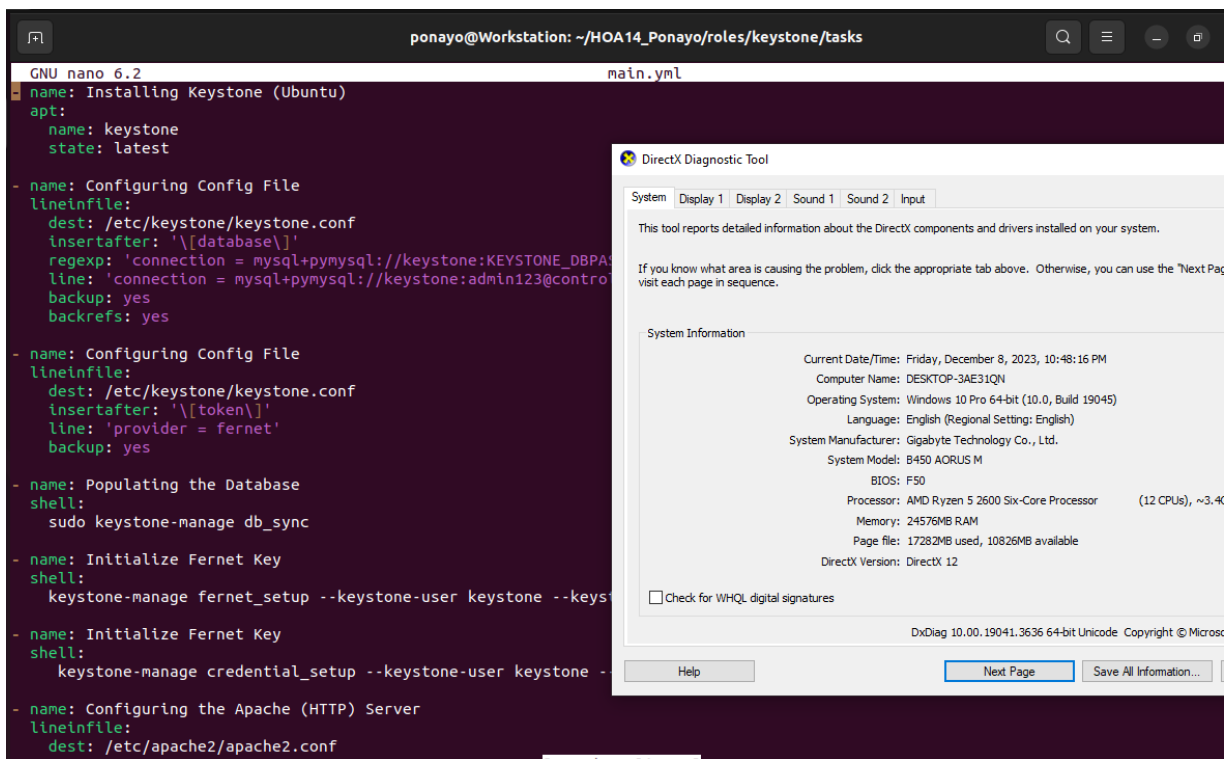 ponayo@Workstation: ~/HOA14_Ponayo/roles/keystone/tasks
GNU nano 6.2 main.yml
- name: Installing Keystone (Ubuntu)
apt:
name: keystone
state: latest
- name: Configuring Config File
lineinfile:
dest: /etc/keystone/keystone.conf
insertafter: '\[database\]'
regexp: 'connection = mysql+pymysql://keystone:KEYSTONE_DBPAS
line: 'connection = mysql+pymysql://keystone:admin123@contro
backup: yes
backrefs: yes
- name: Configuring Config File
lineinfile:
dest: /etc/keystone/keystone.conf
insertafter: '\[token\]'
line: 'provider = fernet'
backup: yes
- name: Populating the Database
shell:
sudo keystone-manage db_sync
- name: Initialize Fernet Key
shell:
keystone-manage fernet_setup --keystone-user keystone --keyst
- name: Initialize Fernet Key
shell:
keystone-manage credential_setup --keystone-user keystone --
- name: Configuring the Apache (HTTP) Server
lineinfile:
dest: /etc/apache2/apache2.conf
DirectX Diagnostic Tool
System Display 1 Display 2 Sound 1 Sound 2 Input
This tool reports detailed information about the DirectX components and drivers installed on your system.
If you know what area is causing the problem, click the appropriate tab above. Otherwise, you can use the "Next Pag
visit each page in sequence.
System Information
Current Date/Time: Friday, December 8, 2023, 10:48:16 PM
Computer Name: DESKTOP-3AE31QN
Operating System: Windows 10 Pro 64-bit (10.0, Build 19045)
Language: English (Regional Setting: English)
System Manufacturer: Gigabyte Technology Co., Ltd.
System Model: B450 AORUS M
BIOS: F50
Processor: AMD Ryzen 5 2600 Six-Core Processor (12 CPUs), ~3.4G
Memory: 24576MB RAM
Page file: 17282MB used, 10826MB available
DirectX Version: DirectX 12
Check for WHQL digital signatures
DxDiag 10.00.19041.3636 64-bit Unicode Copyright © Microso
Help Next Page Save All Information...